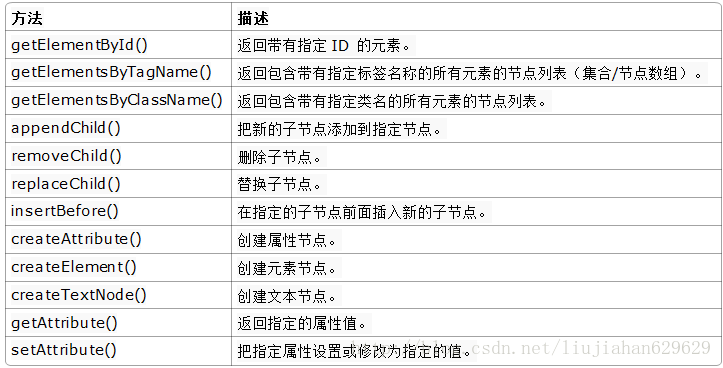 方法 描述
getElementById() 返回带有指定 ID 的元素。
getElementsByTagName() 返回包含带有指定标签名称的所有元素的节点列表（集合/节点数组）。
getElementsByClassName() 返回包含带有指定类名的所有元素的节点列表。
appendChild() 把新的子节点添加到指定节点。
removeChild() 删除子节点。
replaceChild() 替换子节点。
insertBefore() 在指定的子节点前面插入新的子节点。
createAttribute() 创建属性节点。
createElement() 创建元素节点。
createTextNode() 创建文本节点。
getAttribute() 返回指定的属性值。
setAttribute() 把指定属性设置或修改为指定的值。
csdn.net/liujiahan629629